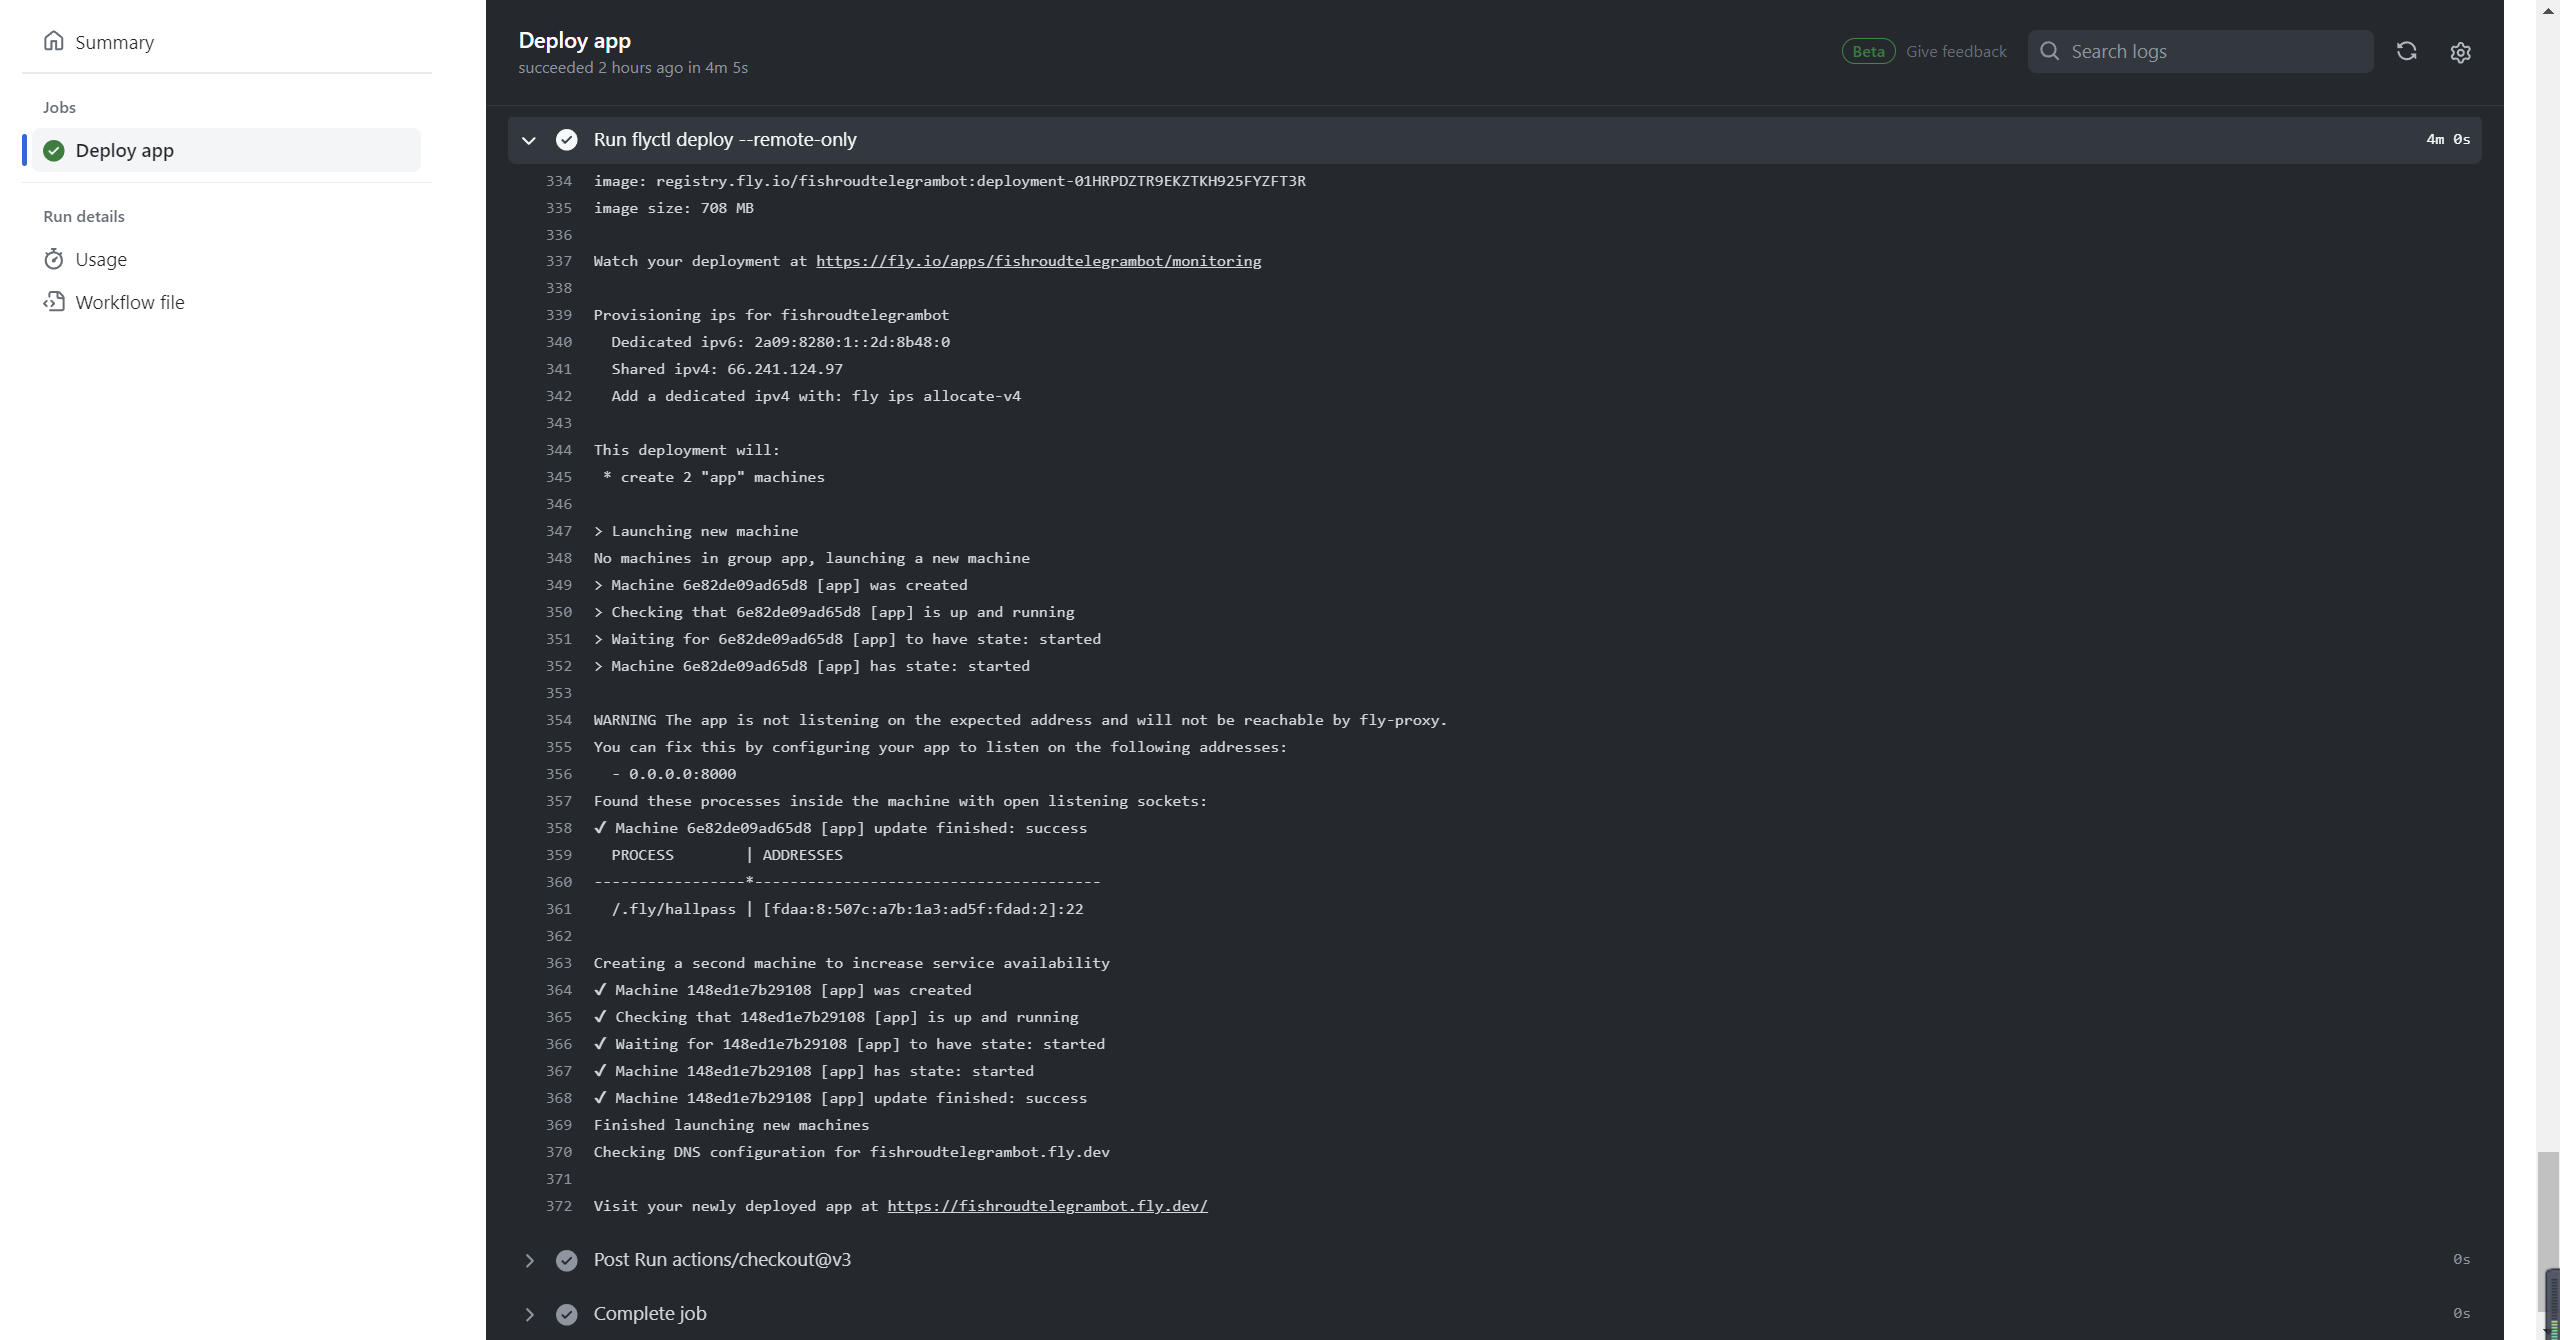 Summary
Jobs
Deploy app
Run details
Usage
Workflow file
Deploy app
succeeded 2 hours ago in 4m 5s
Beta Give feedback
Search logs
Run flyctl deploy --remote-only 4m 0s
334 image: registry.fly.io/fishroudtelegrambot:deployment-01HRPDZTR9EKZTKH925FYZFT3R
335 image size: 708 MB
336
337 Watch your deployment at https://fly.io/apps/fishroudtelegrambot/monitoring
338
339 Provisioning ips for fishroudtelegrambot
340 Dedicated ipv6: 2a09:8280:1::2d:8b48:0
341 Shared ipv4: 66.241.124.97
342 Add a dedicated ipv4 with: fly ips allocate-v4
343
344 This deployment will:
345 * create 2 "app" machines
346
347 > Launching new machine
348 No machines in group app, launching a new machine
349 > Machine 6e82de09ad65d8 [app] was created
350 > Checking that 6e82de09ad65d8 [app] is up and running
351 > Waiting for 6e82de09ad65d8 [app] to have state: started
352 > Machine 6e82de09ad65d8 [app] has state: started
353
354 WARNING The app is not listening on the expected address and will not be reachable by fly-proxy.
355 You can fix this by configuring your app to listen on the following addresses:
356 - 0.0.0.0:8000
357 Found these processes inside the machine with open listening sockets:
358 ✓ Machine 6e82de09ad65d8 [app] update finished: success
359 PROCESS | ADDRESSES
360 -----------------*---------------------------------------
361 /.fly/hallpass | [fdaa:8:507c:a7b:1a3:ad5f:fdad:2]:22
362
363 Creating a second machine to increase service availability
364 ✓ Machine 148ed1e7b29108 [app] was created
365 ✓ Checking that 148ed1e7b29108 [app] is up and running
366 ✓ Waiting for 148ed1e7b29108 [app] to have state: started
367 ✓ Machine 148ed1e7b29108 [app] has state: started
368 ✓ Machine 148ed1e7b29108 [app] update finished: success
369 Finished launching new machines
370 Checking DNS configuration for fishroudtelegrambot.fly.dev
371
372 Visit your newly deployed app at https://fishroudtelegrambot.fly.dev/
Post Run actions/checkout@v3 0s
Complete job 0s